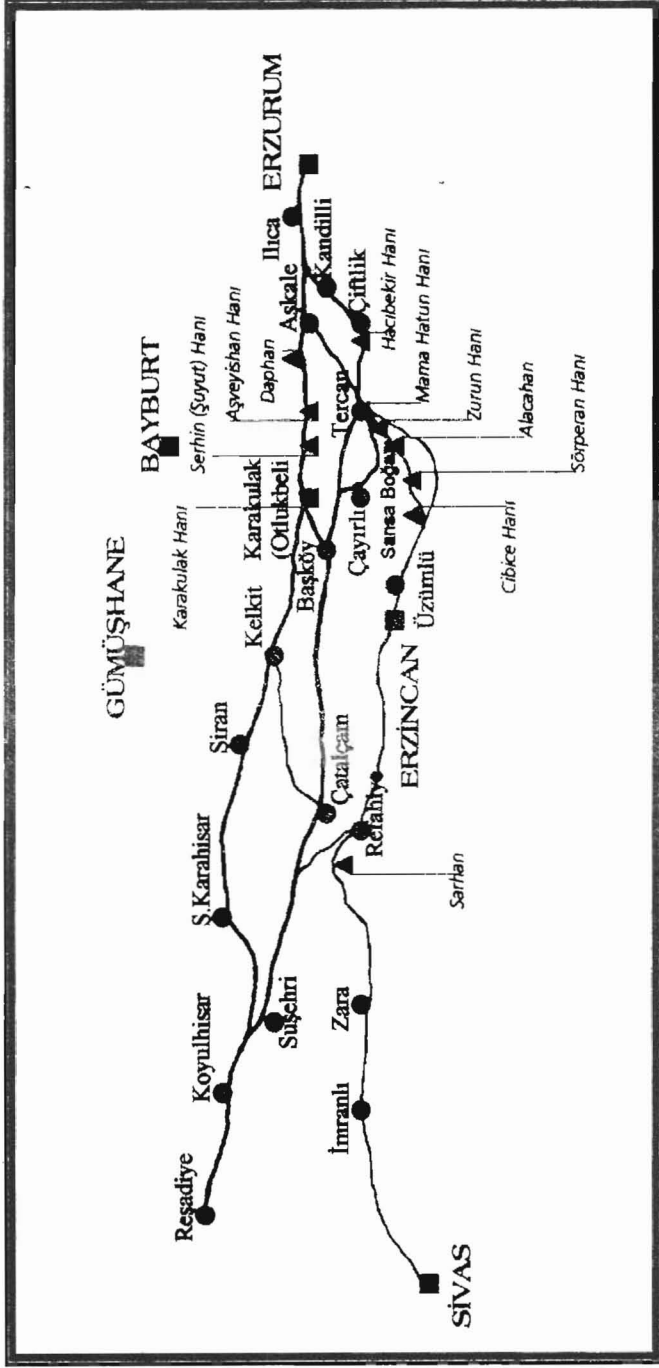 GÜMÜŞHANE
BAYBURT
ERZURUM
Ilıca
Kandilli
Aşkale
Çiftlik
Daphan
Aşveyishan Hanı
Serhin (Şuyut) Hanı
Karakulak Hanı
Karakulak
(Otlukbeli
Başköy
Kelkit
Şiran
Ş.Karahisar
Koyulhisar
Reşadiye
Suşehri
Çatalçam
Tercan
Çayırlı
Sansa Boğazı
Hacıbekir Hanı
Mama Hatun Hanı
Zurun Hanı
Alacahan
Sörperan Hanı
Cibice Hanı
Üzümlü
ERZİNCAN
Refahiy
Sarhan
Zara
İmranlı
SİVAS